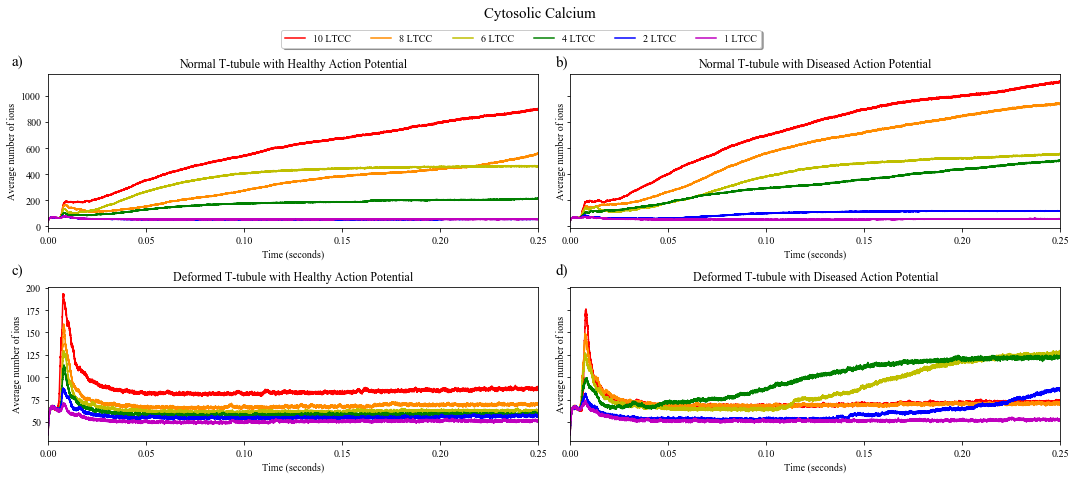 Cytosolic Calcium
10 LTCC 8 LTCC 6 LTCC 4 LTCC 2 LTCC 1 LTCC
a)
Normal T-tubule with Healthy Action Potential
Average number of ions
1000
800
600
400
200
0
0.00 0.05 0.10 0.15 0.20 0.25
Time (seconds)
b)
Normal T-tubule with Diseased Action Potential
Average number of ions
0.00 0.05 0.10 0.15 0.20 0.25
Time (seconds)
c)
Deformed T-tubule with Healthy Action Potential
Average number of ions
200
175
150
125
100
75
50
0.00 0.05 0.10 0.15 0.20 0.25
Time (seconds)
d)
Deformed T-tubule with Diseased Action Potential
Average number of ions
0.00 0.05 0.10 0.15 0.20 0.25
Time (seconds)